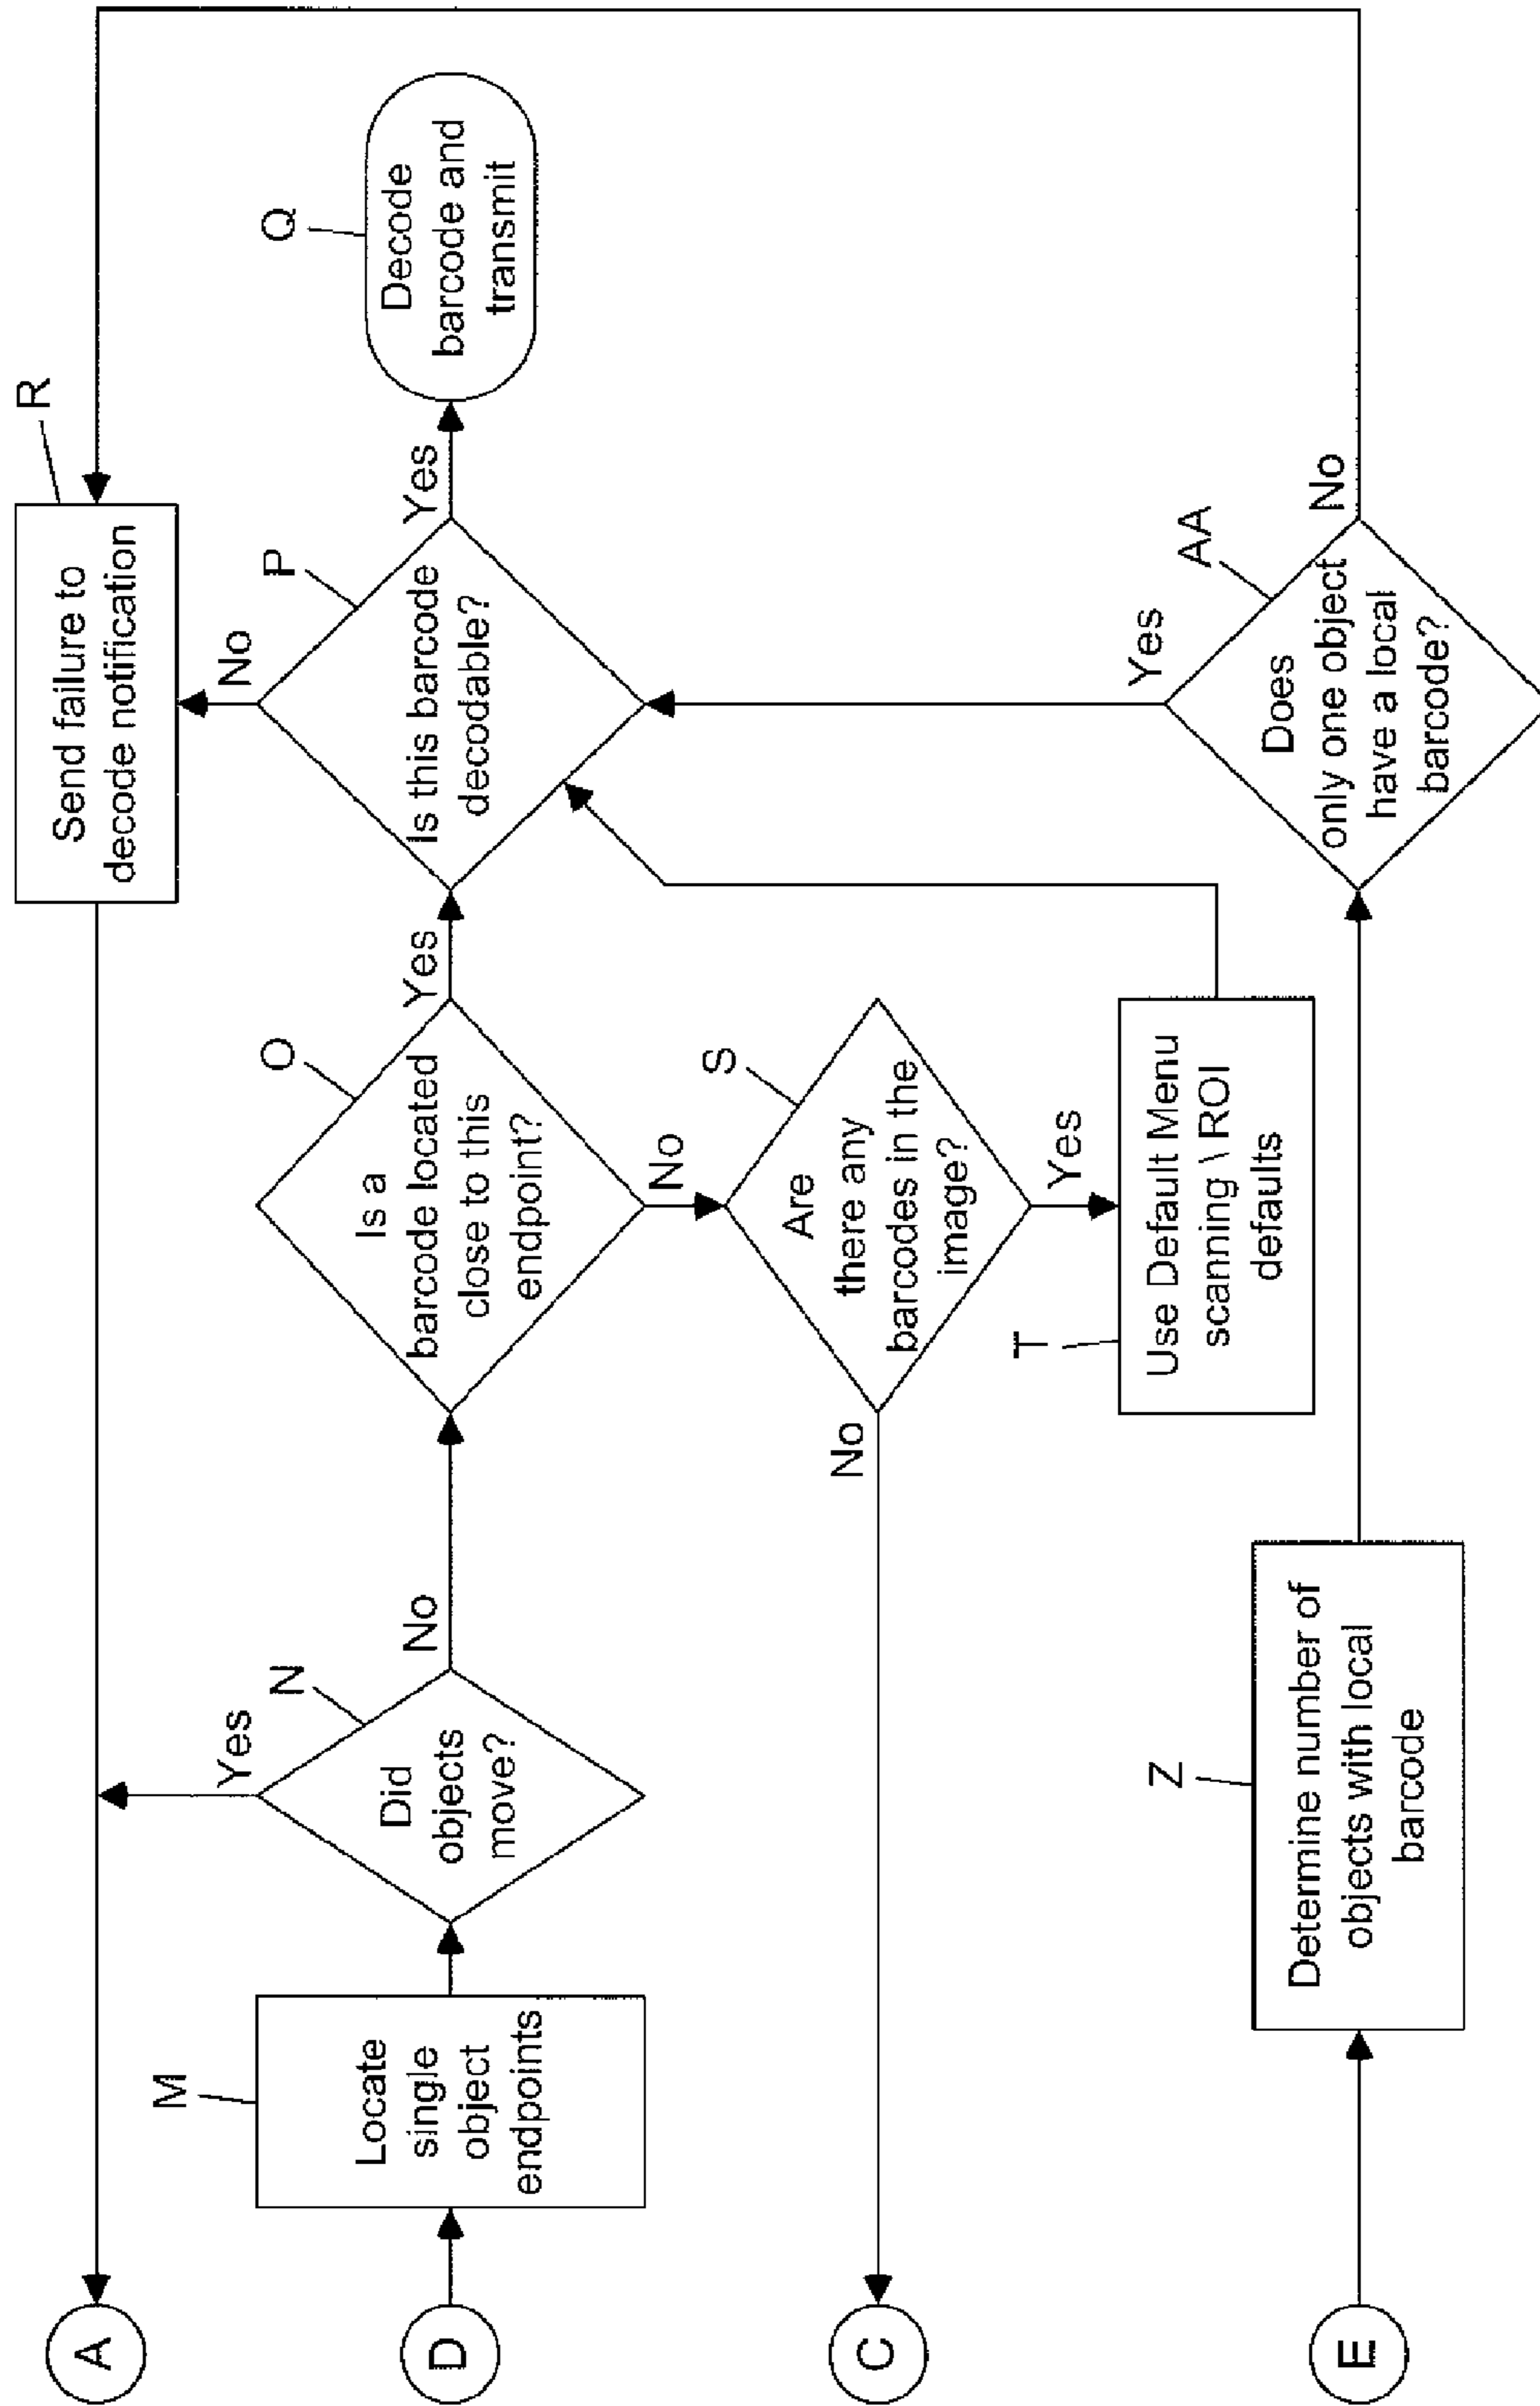 A
Send failure to
decode notification
R
D
Locate
single
object
endpoints
M
Did
objects
move?
N
Yes
No
Is a
barcode located
close to this
endpoint?
O
Yes
No
Is this barcode
decodable?
P
No
Yes
Decode
barcode and
transmit
Q
C
No
Are
there any
barcodes in the
image?
S
Yes
Use Default Menu
scanning \ ROI
defaults
T
E
Determine number of
objects with local
barcode
Z
Does
only one object
have a local
barcode?
AA
Yes
No